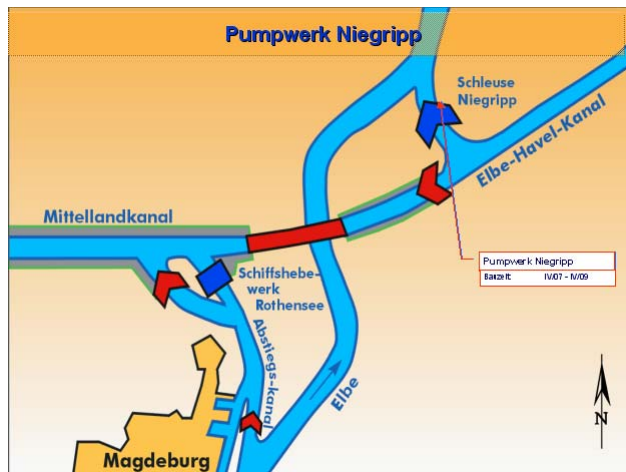 Pumpwerk Niegripp
Schleuse
Niegripp
Elbe-Havel-Kanal
Mittellandkanal
Pumpwerk Niegripp
Bauzeit: IV/07 - IV/09
Schiffshebe-
werk
Rothensee
Abstiegs-kanal
Elbe
Magdeburg
N